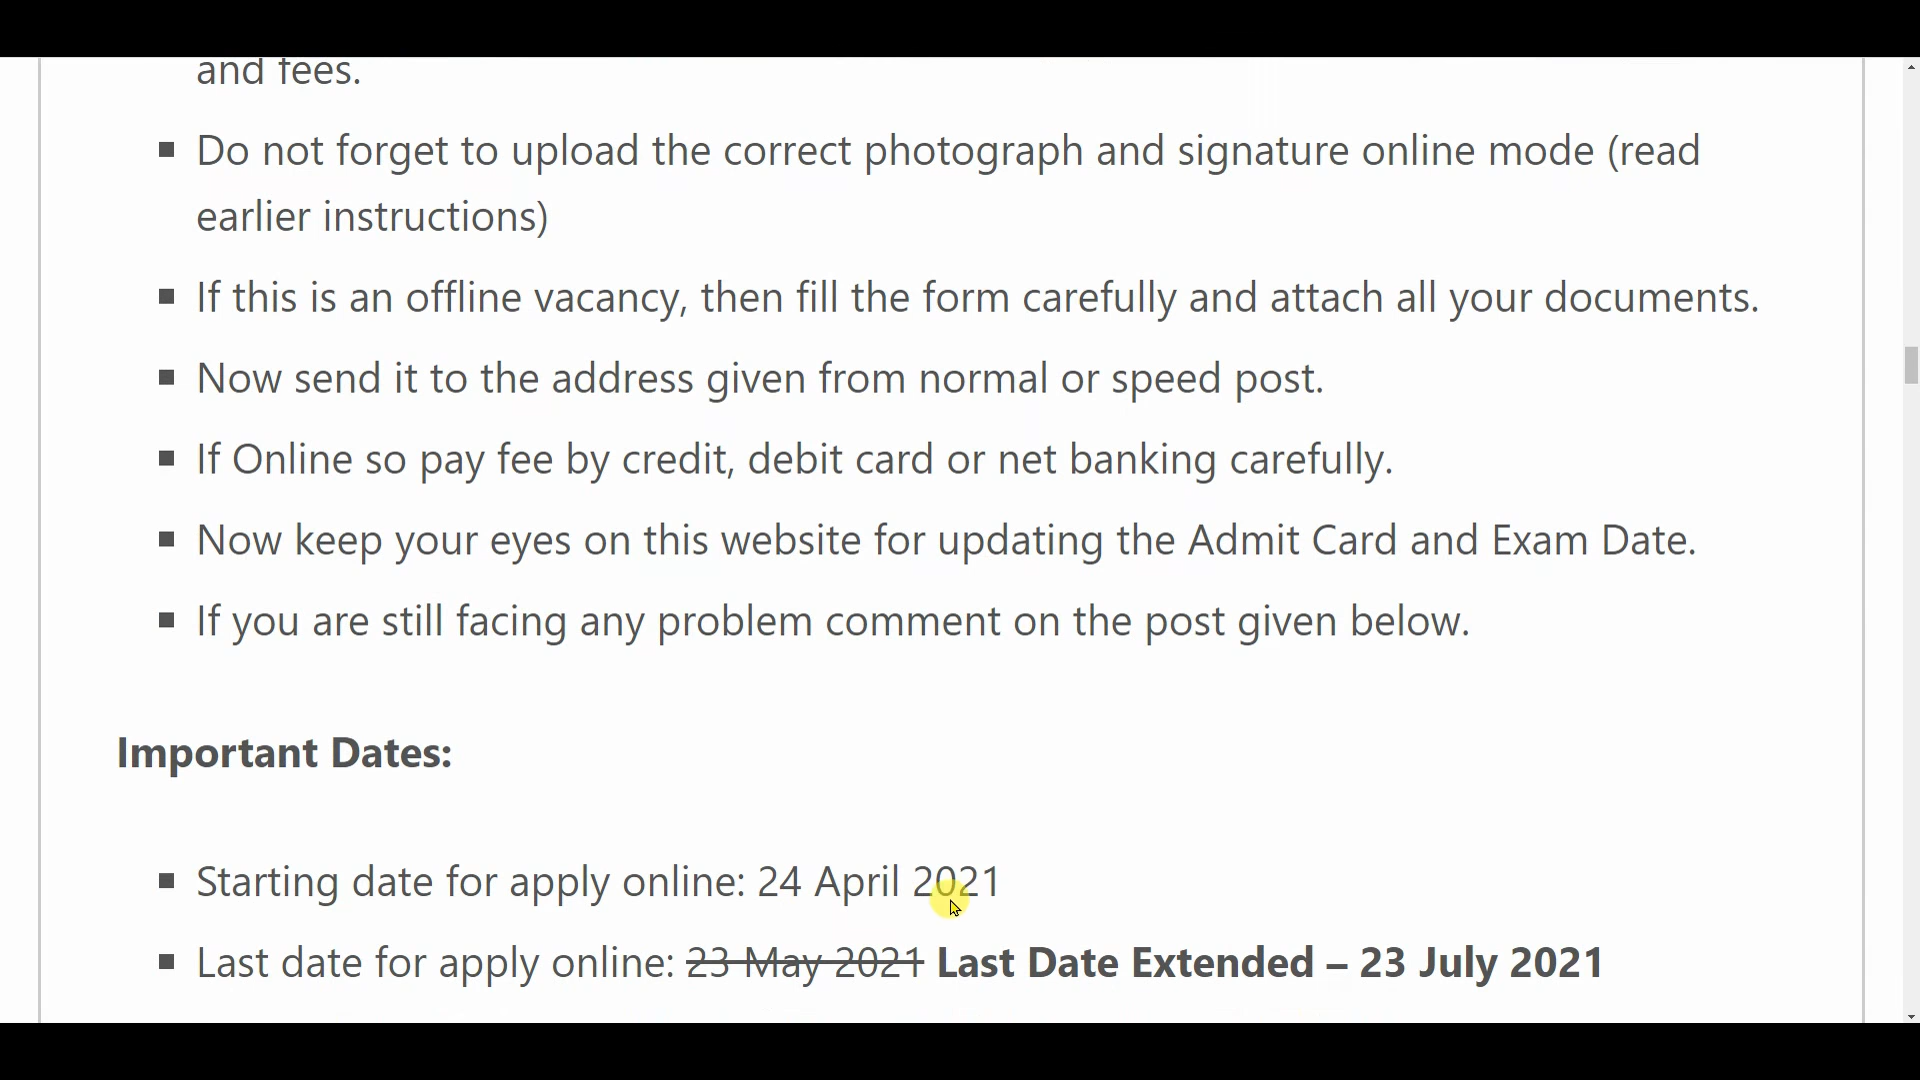 and fees.
▪ Do not forget to upload the correct photograph and signature online mode (read
earlier instructions)
▪ If this is an offline vacancy, then fill the form carefully and attach all your documents.
▪ Now send it to the address given from normal or speed post.
▪ If Online so pay fee by credit, debit card or net banking carefully.
▪ Now keep your eyes on this website for updating the Admit Card and Exam Date.
▪ If you are still facing any problem comment on the post given below.
Important Dates:
▪ Starting date for apply online: 24 April 2021
▪ Last date for apply online: 23 May 2021 Last Date Extended – 23 July 2021